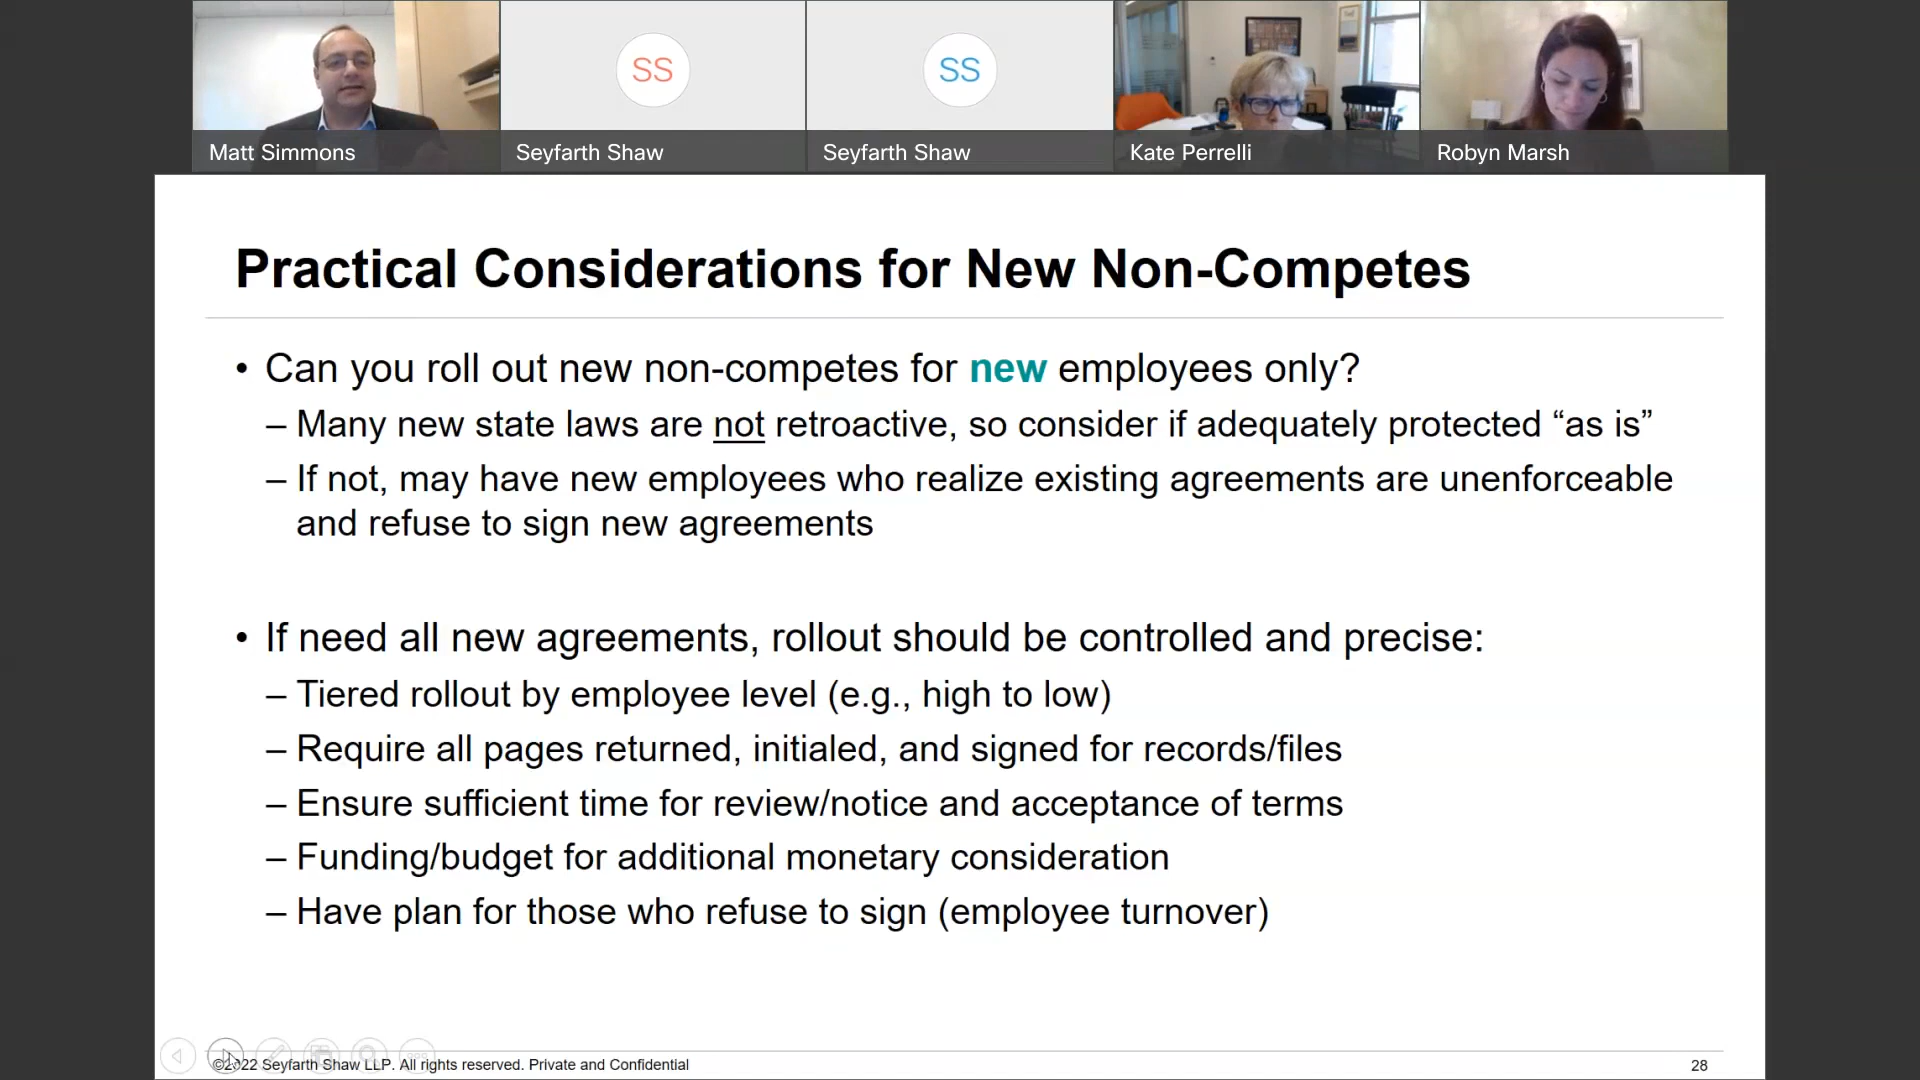 SS
SS
Matt Simmons
Seyfarth Shaw
Seyfarth Shaw
Kate Perrelli
Robyn Marsh
Practical Considerations for New Non-Competes
• Can you roll out new non-competes for new employees only?
– Many new state laws are not retroactive, so consider if adequately protected “as is”
– If not, may have new employees who realize existing agreements are unenforceable
and refuse to sign new agreements
• If need all new agreements, rollout should be controlled and precise:
– Tiered rollout by employee level (e.g., high to low)
– Require all pages returned, initialed, and signed for records/files
– Ensure sufficient time for review/notice and acceptance of terms
– Funding/budget for additional monetary consideration
– Have plan for those who refuse to sign (employee turnover)
©2022 Seyfarth Shaw LLP. All rights reserved. Private and Confidential
28